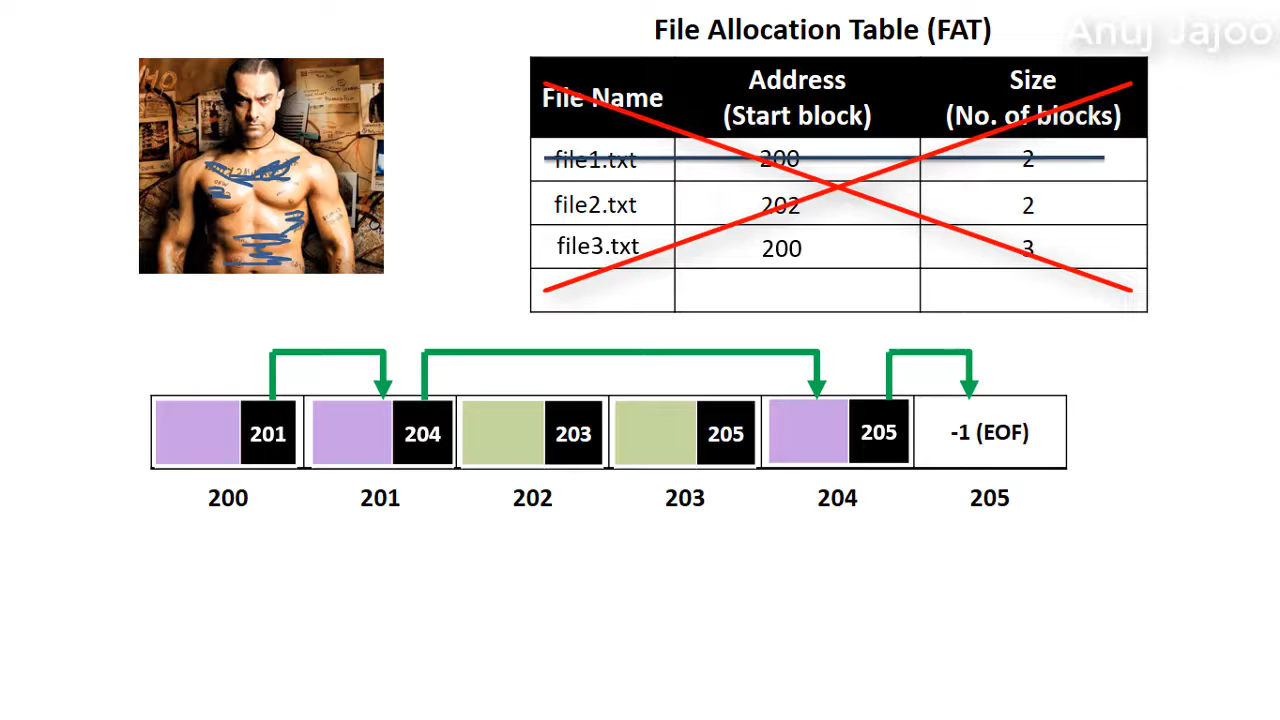 Anuj Jajoo
File Allocation Table (FAT)
File Name
Address
(Start block)
Size
(No. of blocks)
file1.txt 200 2
file2.txt 202 2
file3.txt 200 3
201 204 203 205 205 -1 (EOF)
200 201 202 203 204 205